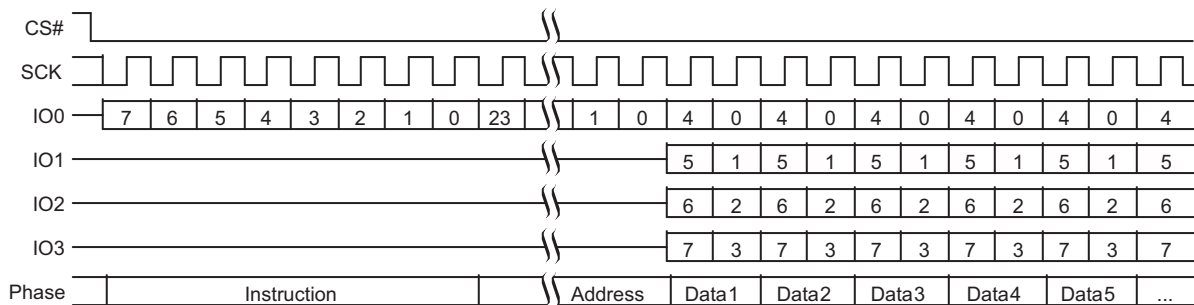 CS#
SCK
IO0 7 6 5 4 3 2 1 0 23 1 0 4 0 4 0 4 0 4 0 4 0 4
IO1 5 1 5 1 5 1 5 1 5 1 5
IO2 6 2 6 2 6 2 6 2 6 2 6
IO3 7 3 7 3 7 3 7 3 7 3 7
Phase Instruction Address Data1 Data2 Data3 Data4 Data5 ...